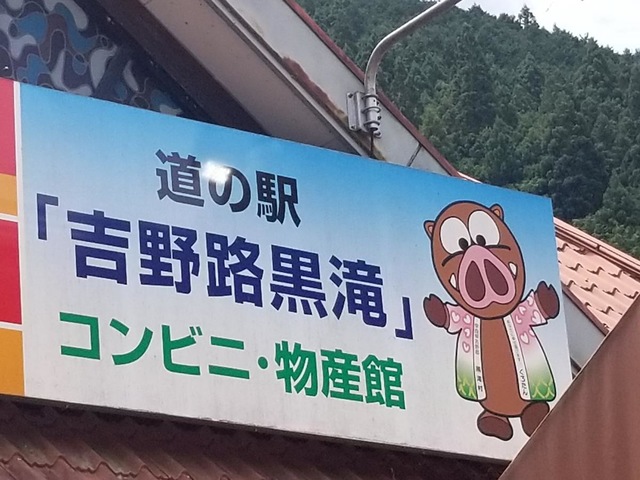 道の駅
「吉野路黒滝」
コンビニ・物産館